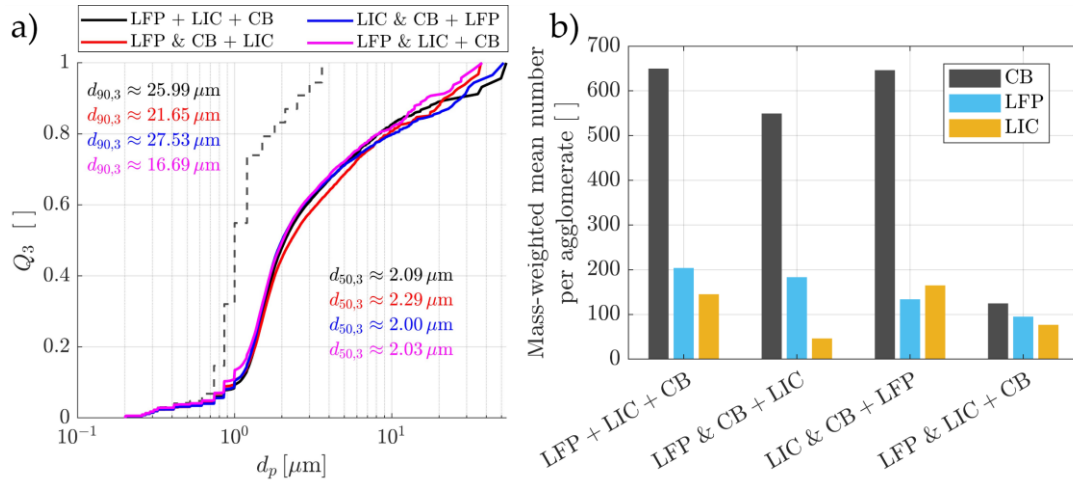 a)
LFP + LIC + CB
LIC & CB + LFP
LFP & CB + LIC
LFP & LIC + CB
1
0.8
0.6
0.4
0.2
0
Q₃ [ ]
d₉₀,₃ ≈ 25.99 μm
d₉₀,₃ ≈ 21.65 μm
d₉₀,₃ ≈ 27.53 μm
d₉₀,₃ ≈ 16.69 μm
d₅₀,₃ ≈ 2.09 μm
d₅₀,₃ ≈ 2.29 μm
d₅₀,₃ ≈ 2.00 μm
d₅₀,₃ ≈ 2.03 μm
10⁻¹
10⁰
10¹
dₚ [μm]
b)
Mass-weighted mean number
per agglomerate [ ]
700
600
500
400
300
200
100
0
CB
LFP
LIC
LFP + LIC + CB
LFP & CB + LIC
LIC & CB + LFP
LFP & LIC + CB